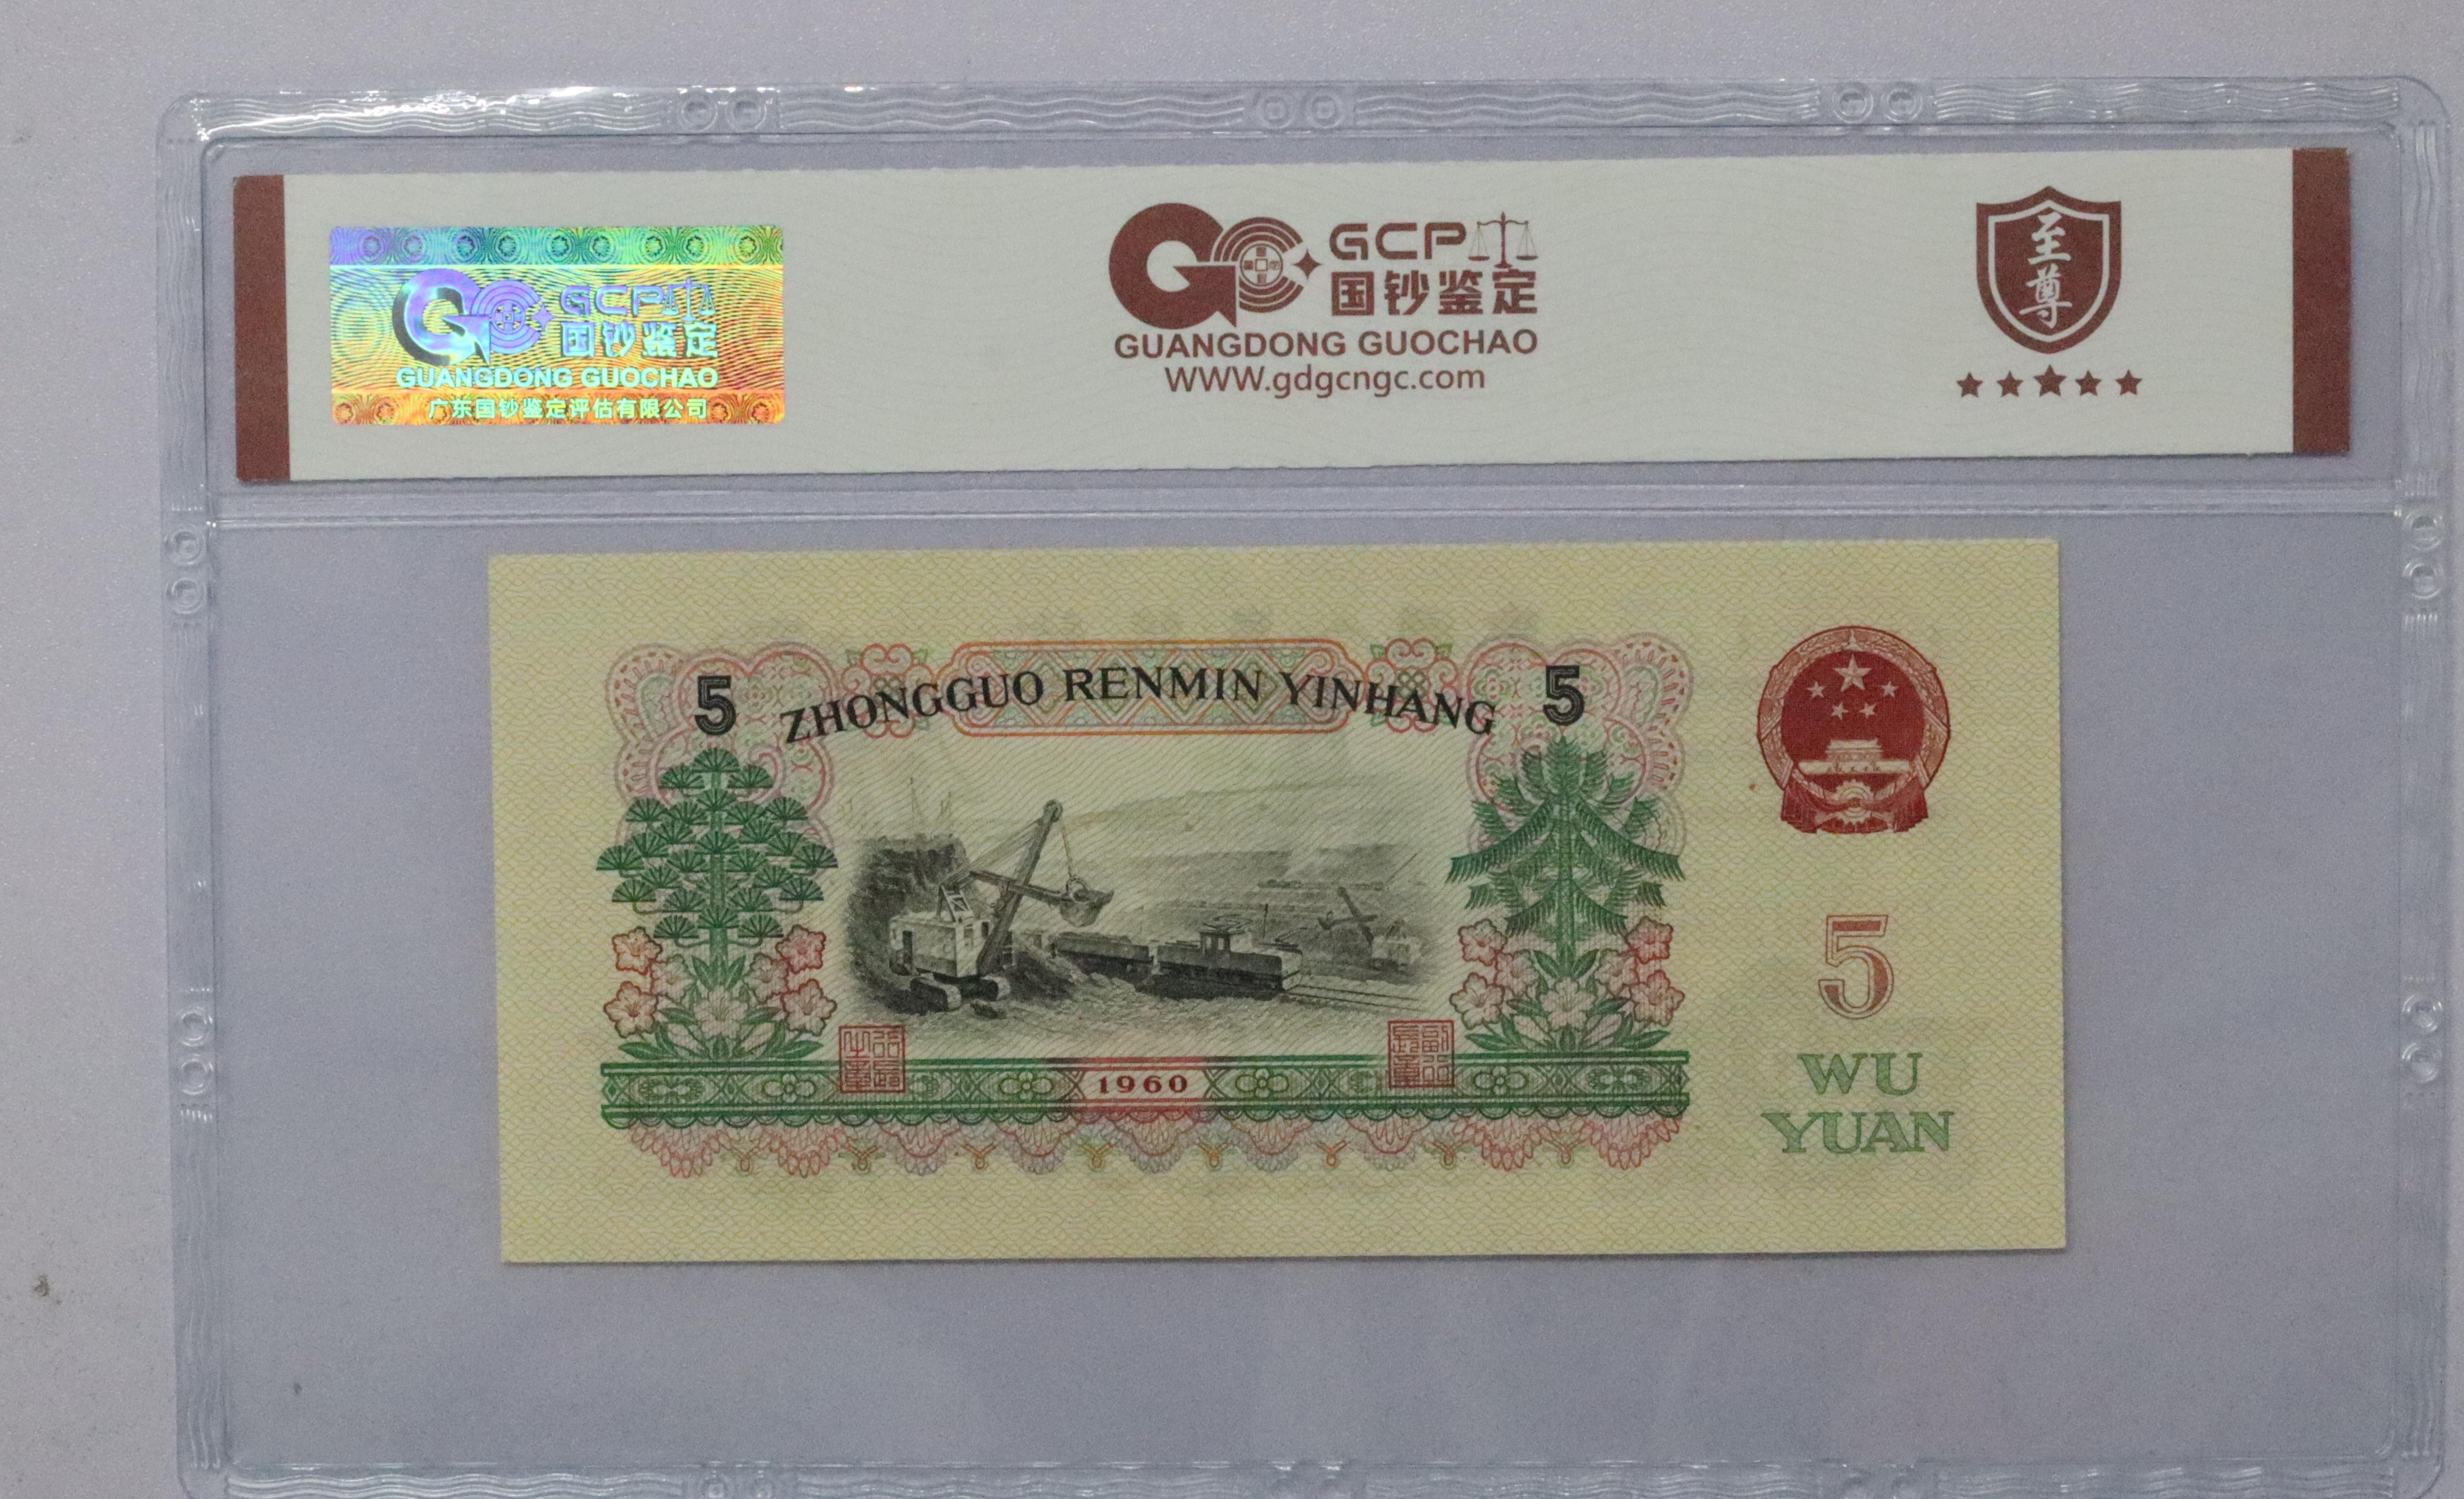 GCP
国钞鉴定
GUANGDONG GUOCHAO
广东国钞鉴定评估有限公司
GCP
国钞鉴定
GUANGDONG GUOCHAO
WWW.gdgcngc.com
至尊
5
ZHONGGUO RENMIN YINHANG
5
1960
5
WU
YUAN